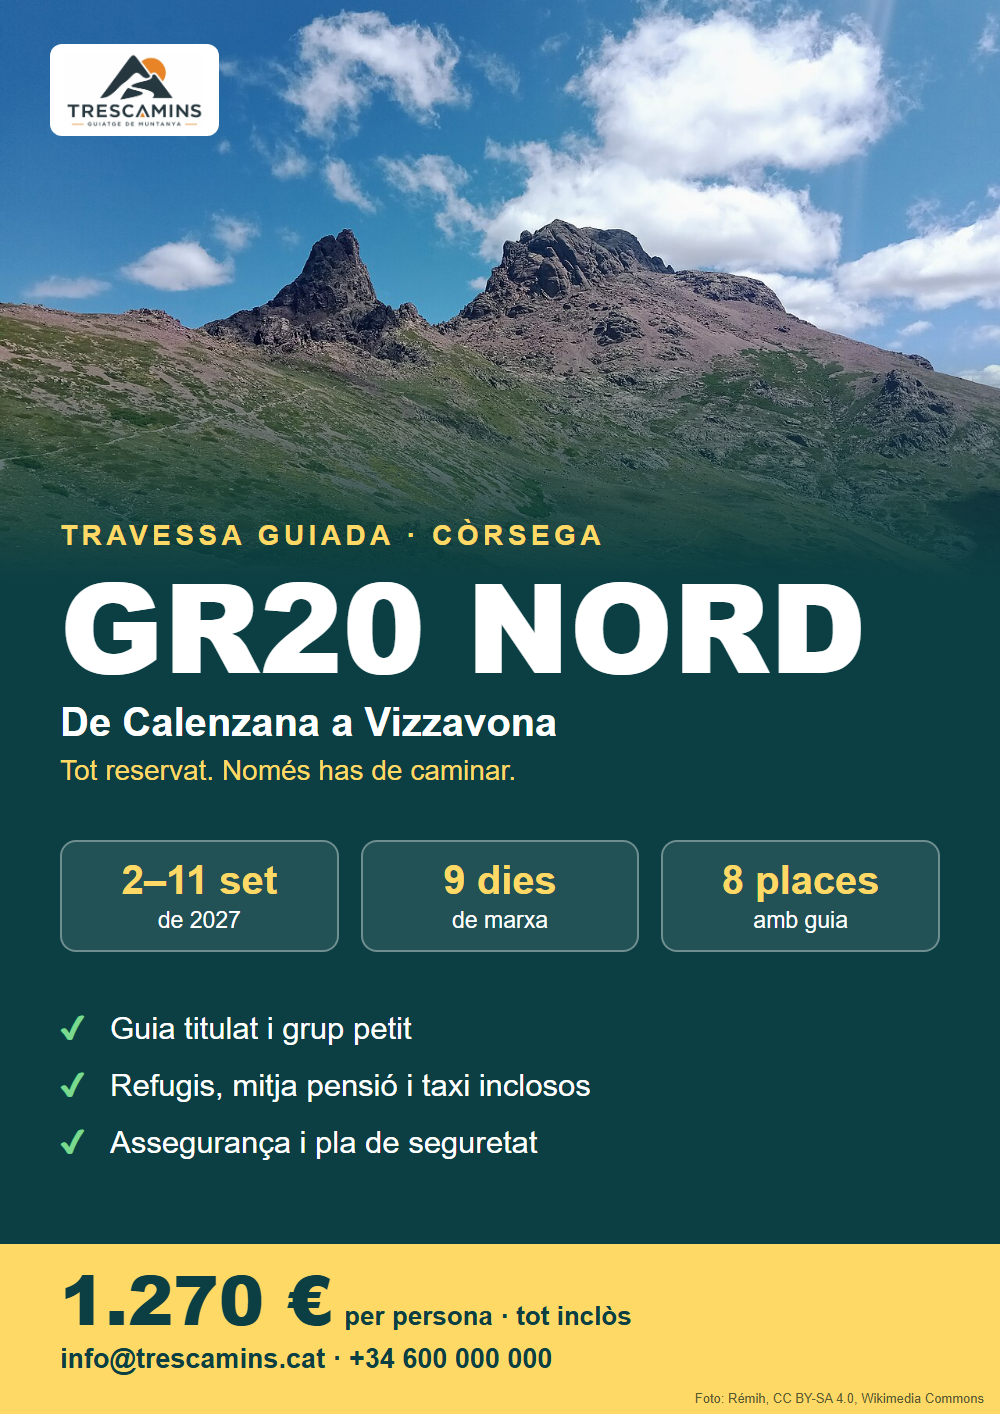 TRESCAMINS
GUIATGE DE MUNTANYA
TRAVESSA GUIADA · CÒRSEGA
GR20 NORD
De Calenzana a Vizzavona
Tot reservat. Només has de caminar.
2–11 set
de 2027
9 dies
de marxa
8 places
amb guia
Guia titulat i grup petit
Refugis, mitja pensió i taxi inclosos
Assegurança i pla de seguretat
1.270 € per persona · tot inclòs
info@trescamins.cat · +34 600 000 000
Foto: Rémih, CC BY-SA 4.0, Wikimedia Commons